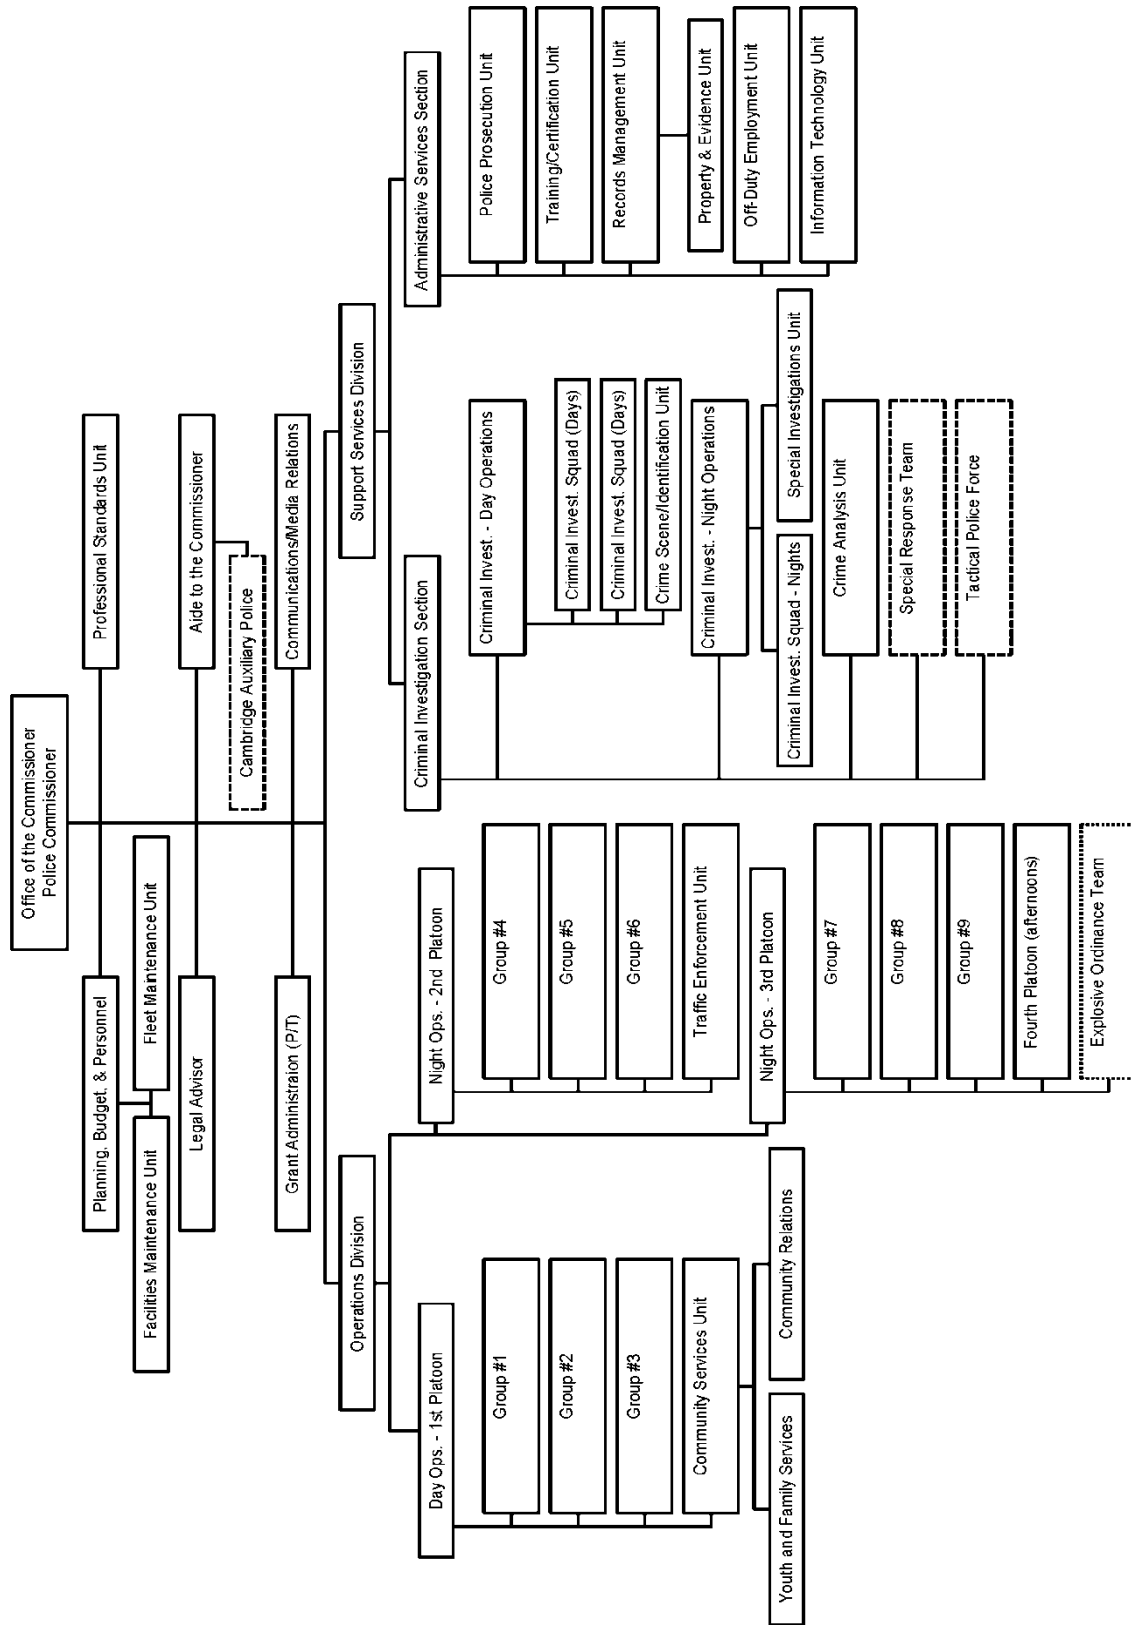 Office of the Commissioner
Police Commissioner
Planning, Budget, & Personnel
Professional Standards Unit
Facilities Maintenance Unit
Fleet Maintenance Unit
Legal Advisor
Aide to the Commissioner
Cambridge Auxiliary Police
Grant Administraion (P/T)
Communications/Media Relations
Operations Division
Support Services Division
Day Ops. - 1st Platoon
Group #1
Group #2
Group #3
Community Services Unit
Youth and Family Services
Community Relations
Night Ops. - 2nd Platoon
Group #4
Group #5
Group #6
Traffic Enforcement Unit
Night Ops. - 3rd Platoon
Group #7
Group #8
Group #9
Fourth Platoon (afternoons)
Explosive Ordinance Team
Criminal Investigation Section
Criminal Invest. - Day Operations
Criminal Invest. Squad (Days)
Criminal Invest. Squad (Days)
Crime Scene/Identification Unit
Criminal Invest. - Night Operations
Criminal Invest. Squad - Nights
Special Investigations Unit
Crime Analysis Unit
Special Response Team
Tactical Police Force
Administrative Services Section
Police Prosecution Unit
Training/Certification Unit
Records Management Unit
Property & Evidence Unit
Off-Duty Employment Unit
Information Technology Unit